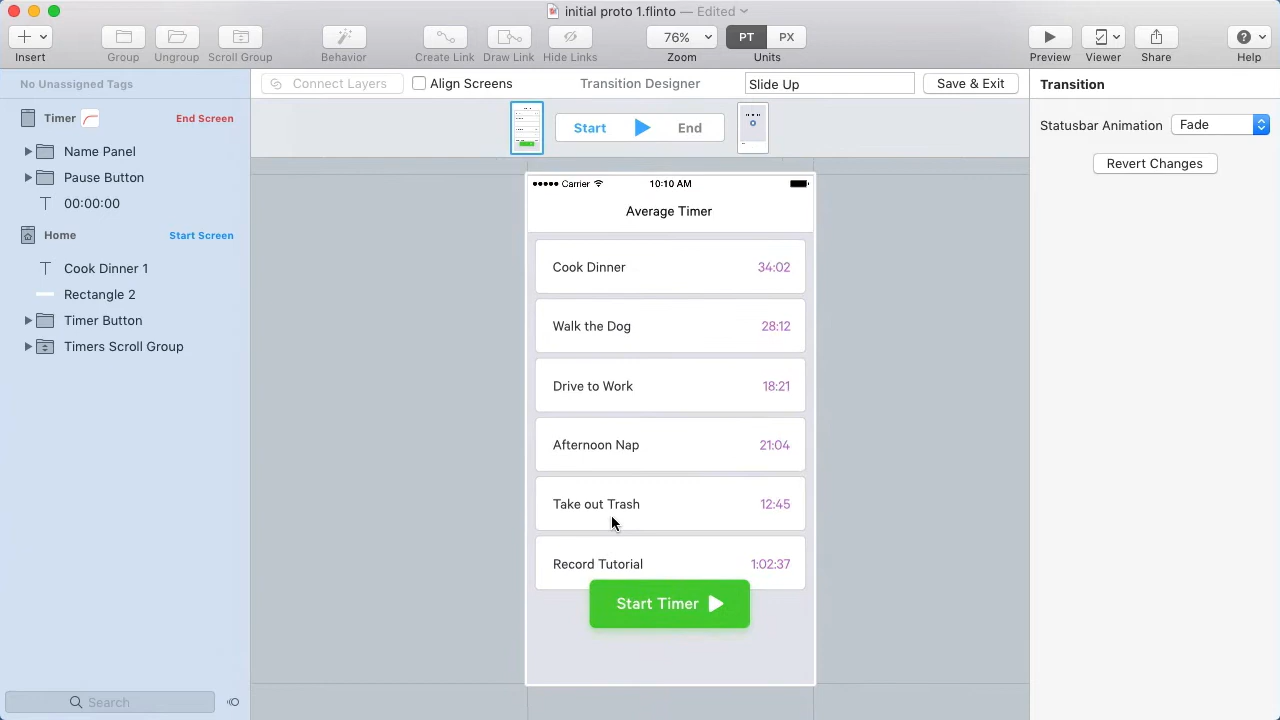 initial proto 1.flinto — Edited
Insert
Group
Ungroup
Scroll Group
Behavior
Create Link
Draw Link
Hide Links
76%
Zoom
PT
PX
Units
Preview
Viewer
Share
Help
No Unassigned Tags
Connect Layers
Align Screens
Transition Designer
Slide Up
Save & Exit
Transition
Timer
End Screen
Start
End
Statusbar Animation
Fade
Name Panel
Revert Changes
Pause Button
00:00:00
Home
Start Screen
Cook Dinner 1
Rectangle 2
Timer Button
Timers Scroll Group
Search
Carrier
10:10 AM
Average Timer
Cook Dinner 34:02
Walk the Dog 28:12
Drive to Work 18:21
Afternoon Nap 21:04
Take out Trash 12:45
Record Tutorial 1:02:37
Start Timer